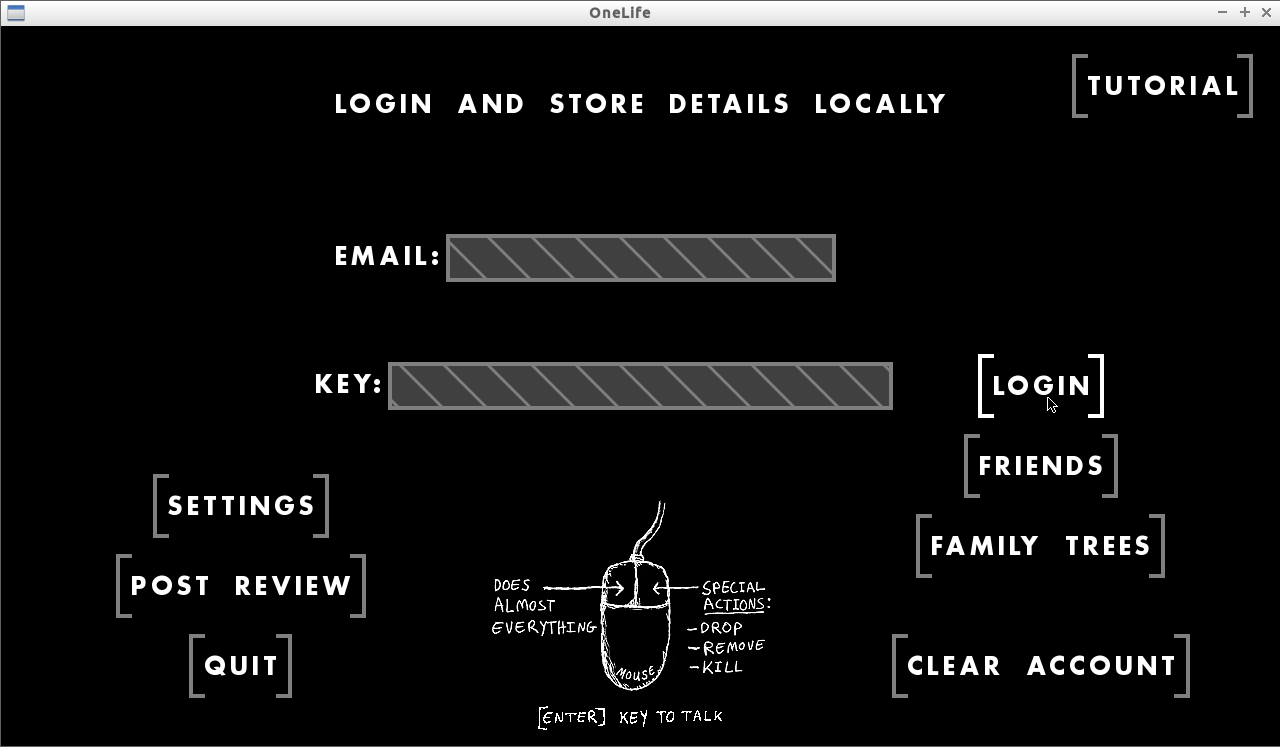 OneLife
TUTORIAL
LOGIN AND STORE DETAILS LOCALLY
EMAIL:
KEY:
LOGIN
FRIENDS
SETTINGS
FAMILY TREES
POST REVIEW
DOES
ALMOST
EVERYTHING
SPECIAL
ACTIONS:
-DROP
-REMOVE
-KILL
MOUSE
QUIT
CLEAR ACCOUNT
[ENTER] KEY TO TALK